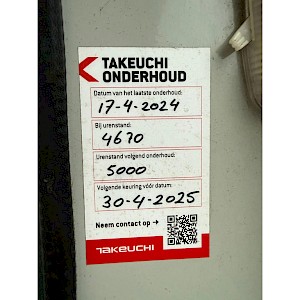 TAKEUCHI
ONDERHOUD
Datum van het laatste onderhoud:
17-4-2024
Bij urenstand:
4670
Urenstand volgend onderhoud:
5000
Volgende keuring vóór datum:
30-4-2025
Neem contact op →
TAKEUCHI